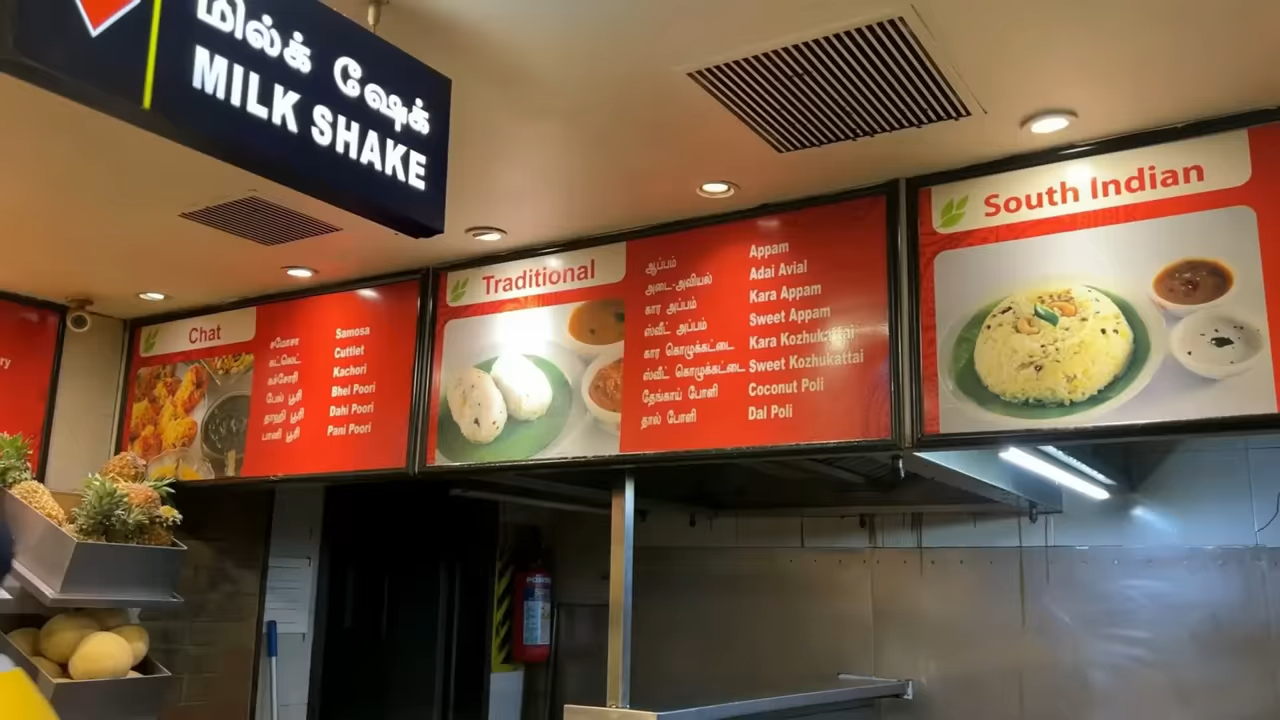 மில்க் ஷேக்
MILK SHAKE
Chat
சமோசா Samosa
கட்லெட் Cuttlet
கச்சோரி Kachori
பேல் பூரி Bhel Poori
தாஹி பூரி Dahi Poori
பானி பூரி Pani Poori
Traditional
ஆப்பம் Appam
அடை-அவியல் Adai Avial
கார அப்பம் Kara Appam
ஸ்வீட் அப்பம் Sweet Appam
கார கொழுக்கட்டை Kara Kozhukattai
ஸ்வீட் கொழுக்கட்டை Sweet Kozhukattai
தேங்காய் போளி Coconut Poli
தால் போளி Dal Poli
South Indian